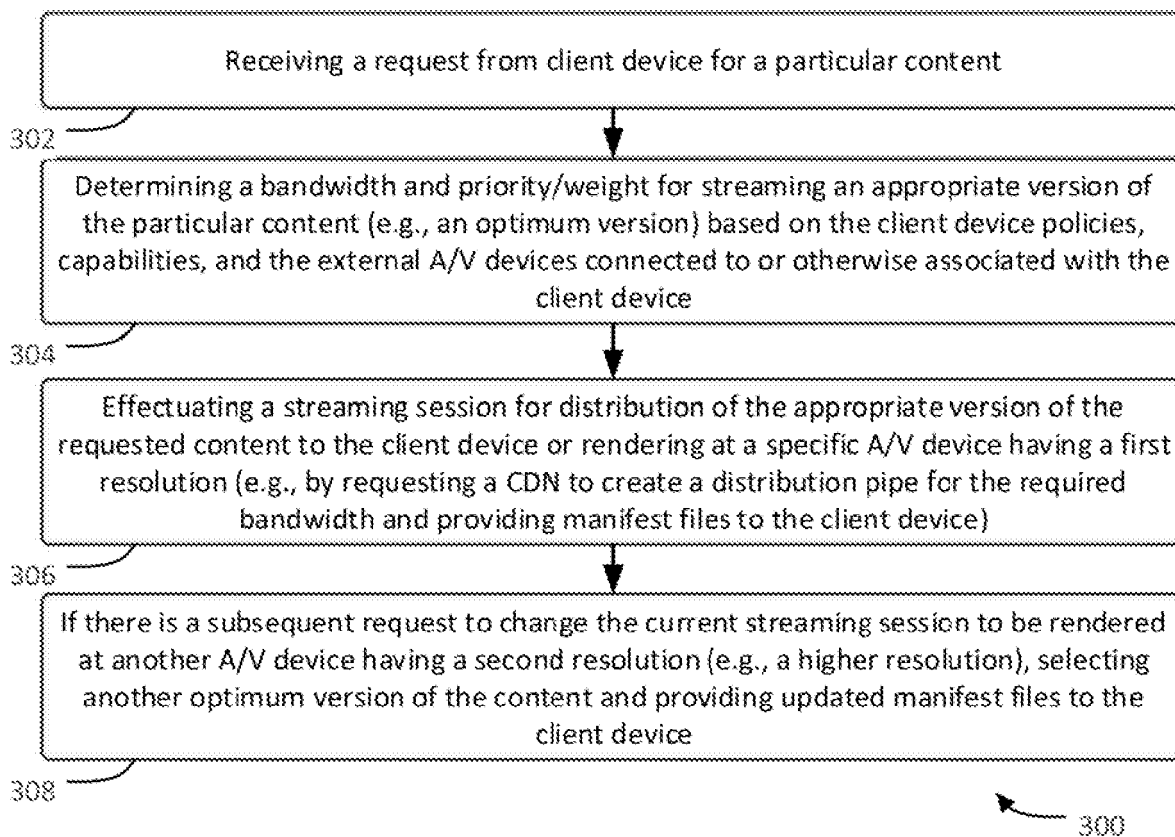 Receiving a request from client device for a particular content
302
Determining a bandwidth and priority/weight for streaming an appropriate version of
the particular content (e.g., an optimum version) based on the client device policies,
capabilities, and the external A/V devices connected to or otherwise associated with the
client device
304
Effectuating a streaming session for distribution of the appropriate version of the
requested content to the client device or rendering at a specific A/V device having a first
resolution (e.g., by requesting a CDN to create a distribution pipe for the required
bandwidth and providing manifest files to the client device)
306
If there is a subsequent request to change the current streaming session to be rendered
at another A/V device having a second resolution (e.g., a higher resolution), selecting
another optimum version of the content and providing updated manifest files to the
client device
308
300